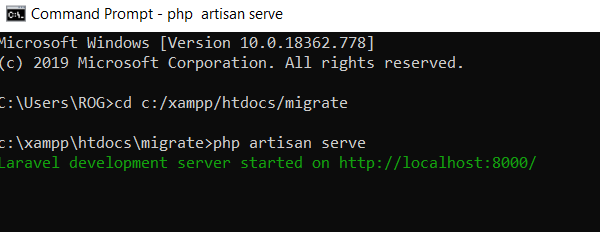 Command Prompt - php  artisan serve
Microsoft Windows [Version 10.0.18362.778]
(c) 2019 Microsoft Corporation. All rights reserved.
C:\Users\ROG>cd c:/xampp/htdocs/migrate
c:\xampp\htdocs\migrate>php artisan serve
Laravel development server started on http://localhost:8000/